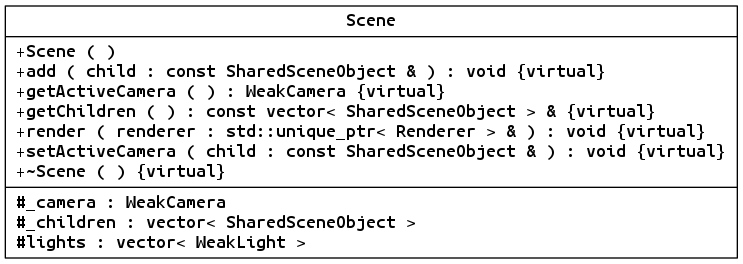 Scene
+Scene ( )
+add ( child : const SharedSceneObject & ) : void {virtual}
+getActiveCamera ( ) : WeakCamera {virtual}
+getChildren ( ) : const vector< SharedSceneObject > & {virtual}
+render ( renderer : std::unique_ptr< Renderer > & ) : void {virtual}
+setActiveCamera ( child : const SharedSceneObject & ) : void {virtual}
+~Scene ( ) {virtual}
#_camera : WeakCamera
#_children : vector< SharedSceneObject >
#lights : vector< WeakLight >